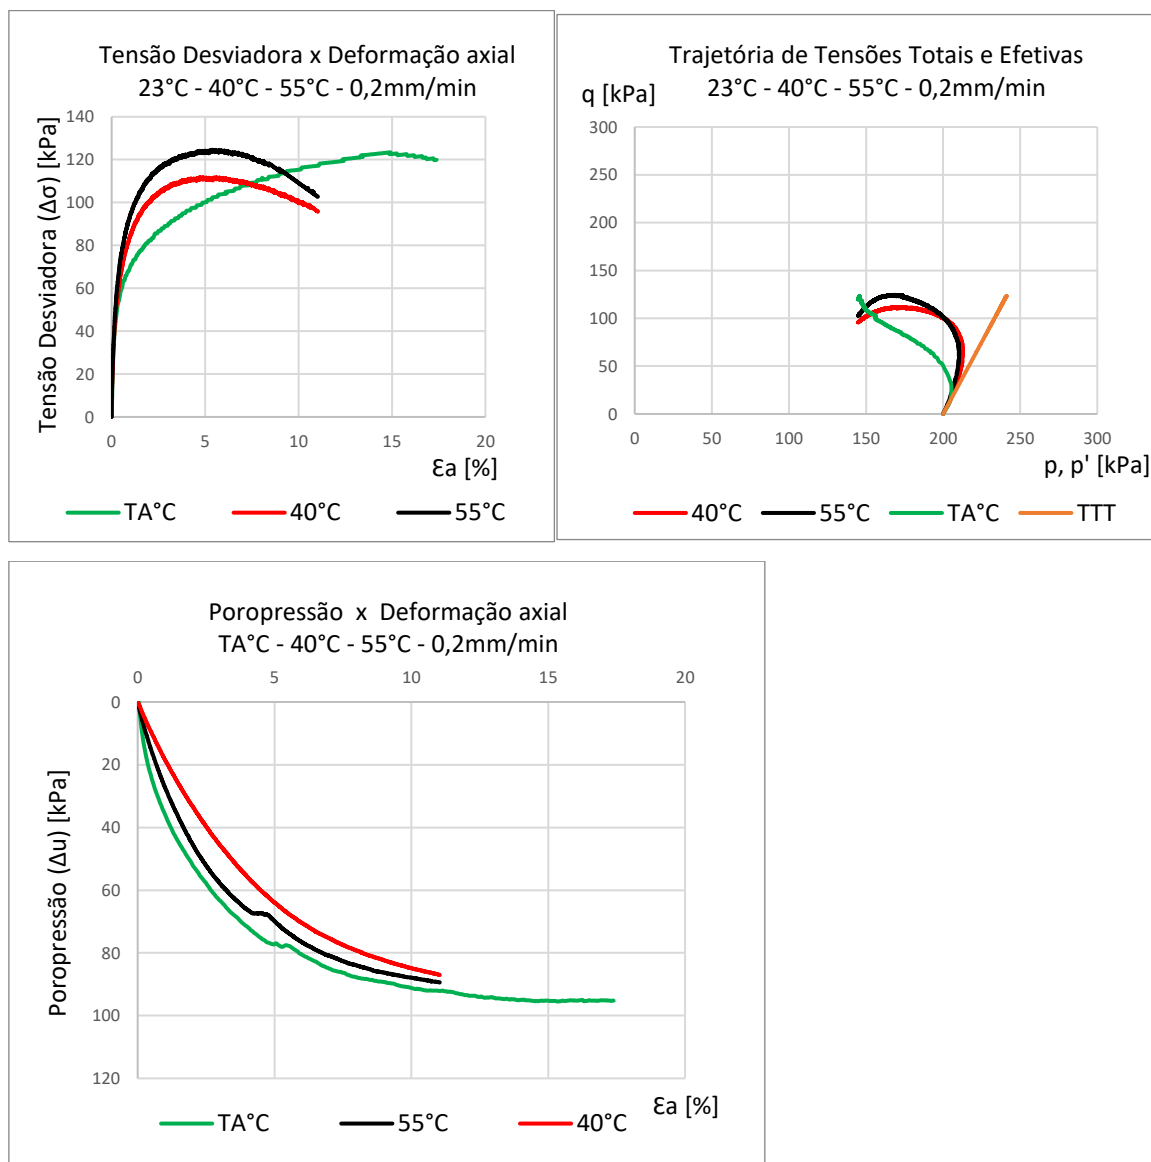 Tensão Desviadora x Deformação axial
23°C - 40°C - 55°C - 0,2mm/min
Tensão Desviadora (Δσ) [kPa]
140
120
100
80
60
40
20
0
0 5 10 15 20
Ɛa [%]
TA°C 40°C 55°C
Trajetória de Tensões Totais e Efetivas
23°C - 40°C - 55°C - 0,2mm/min
q [kPa]
300
250
200
150
100
50
0
0 50 100 150 200 250 300
p, p' [kPa]
40°C 55°C TA°C TTT
Poropressão x Deformação axial
TA°C - 40°C - 55°C - 0,2mm/min
0 5 10 15 20
Poropressão (Δu) [kPa]
0
20
40
60
80
100
120
Ɛa [%]
TA°C 55°C 40°C